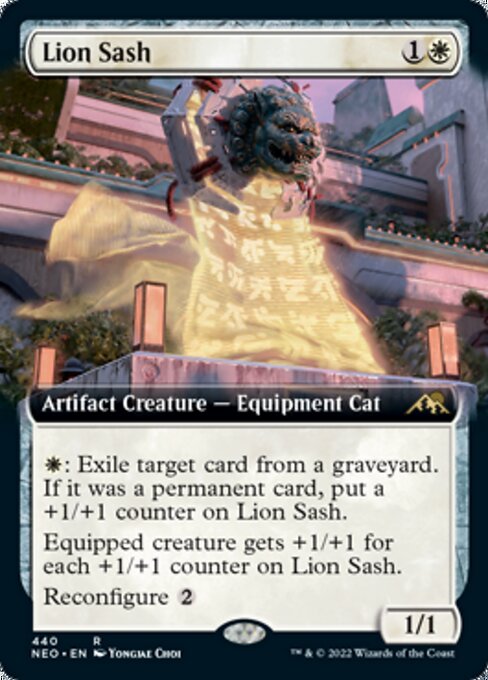 Lion Sash 1
Artifact Creature — Equipment Cat
: Exile target card from a graveyard.
If it was a permanent card, put a
+1/+1 counter on Lion Sash.
Equipped creature gets +1/+1 for
each +1/+1 counter on Lion Sash.
Reconfigure 2
1/1
440 R
NEO • EN Yongjae Choi
™ & © 2022 Wizards of the Coast